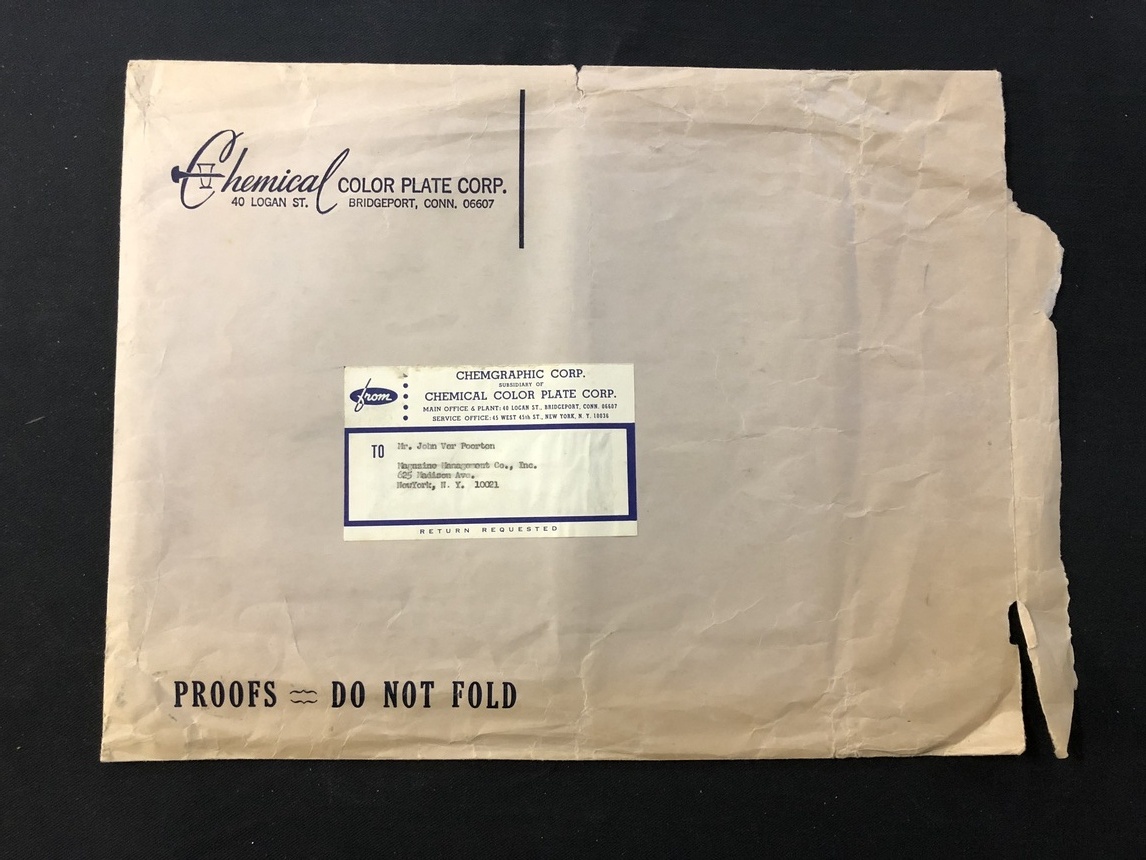 Chemical COLOR PLATE CORP.
40 LOGAN ST. BRIDGEPORT, CONN. 06607
from
CHEMGRAPHIC CORP.
SUBSIDIARY OF
CHEMICAL COLOR PLATE CORP.
MAIN OFFICE & PLANT: 40 LOGAN ST., BRIDGEPORT, CONN. 06607
SERVICE OFFICE: 45 WEST 45th ST., NEW YORK, N. Y. 10036
TO Mr. John Ver Poorten
Magazine Management Co., Inc.
625 Madison Ave.
NewYork, N. Y. 10021
RETURN REQUESTED
PROOFS DO NOT FOLD